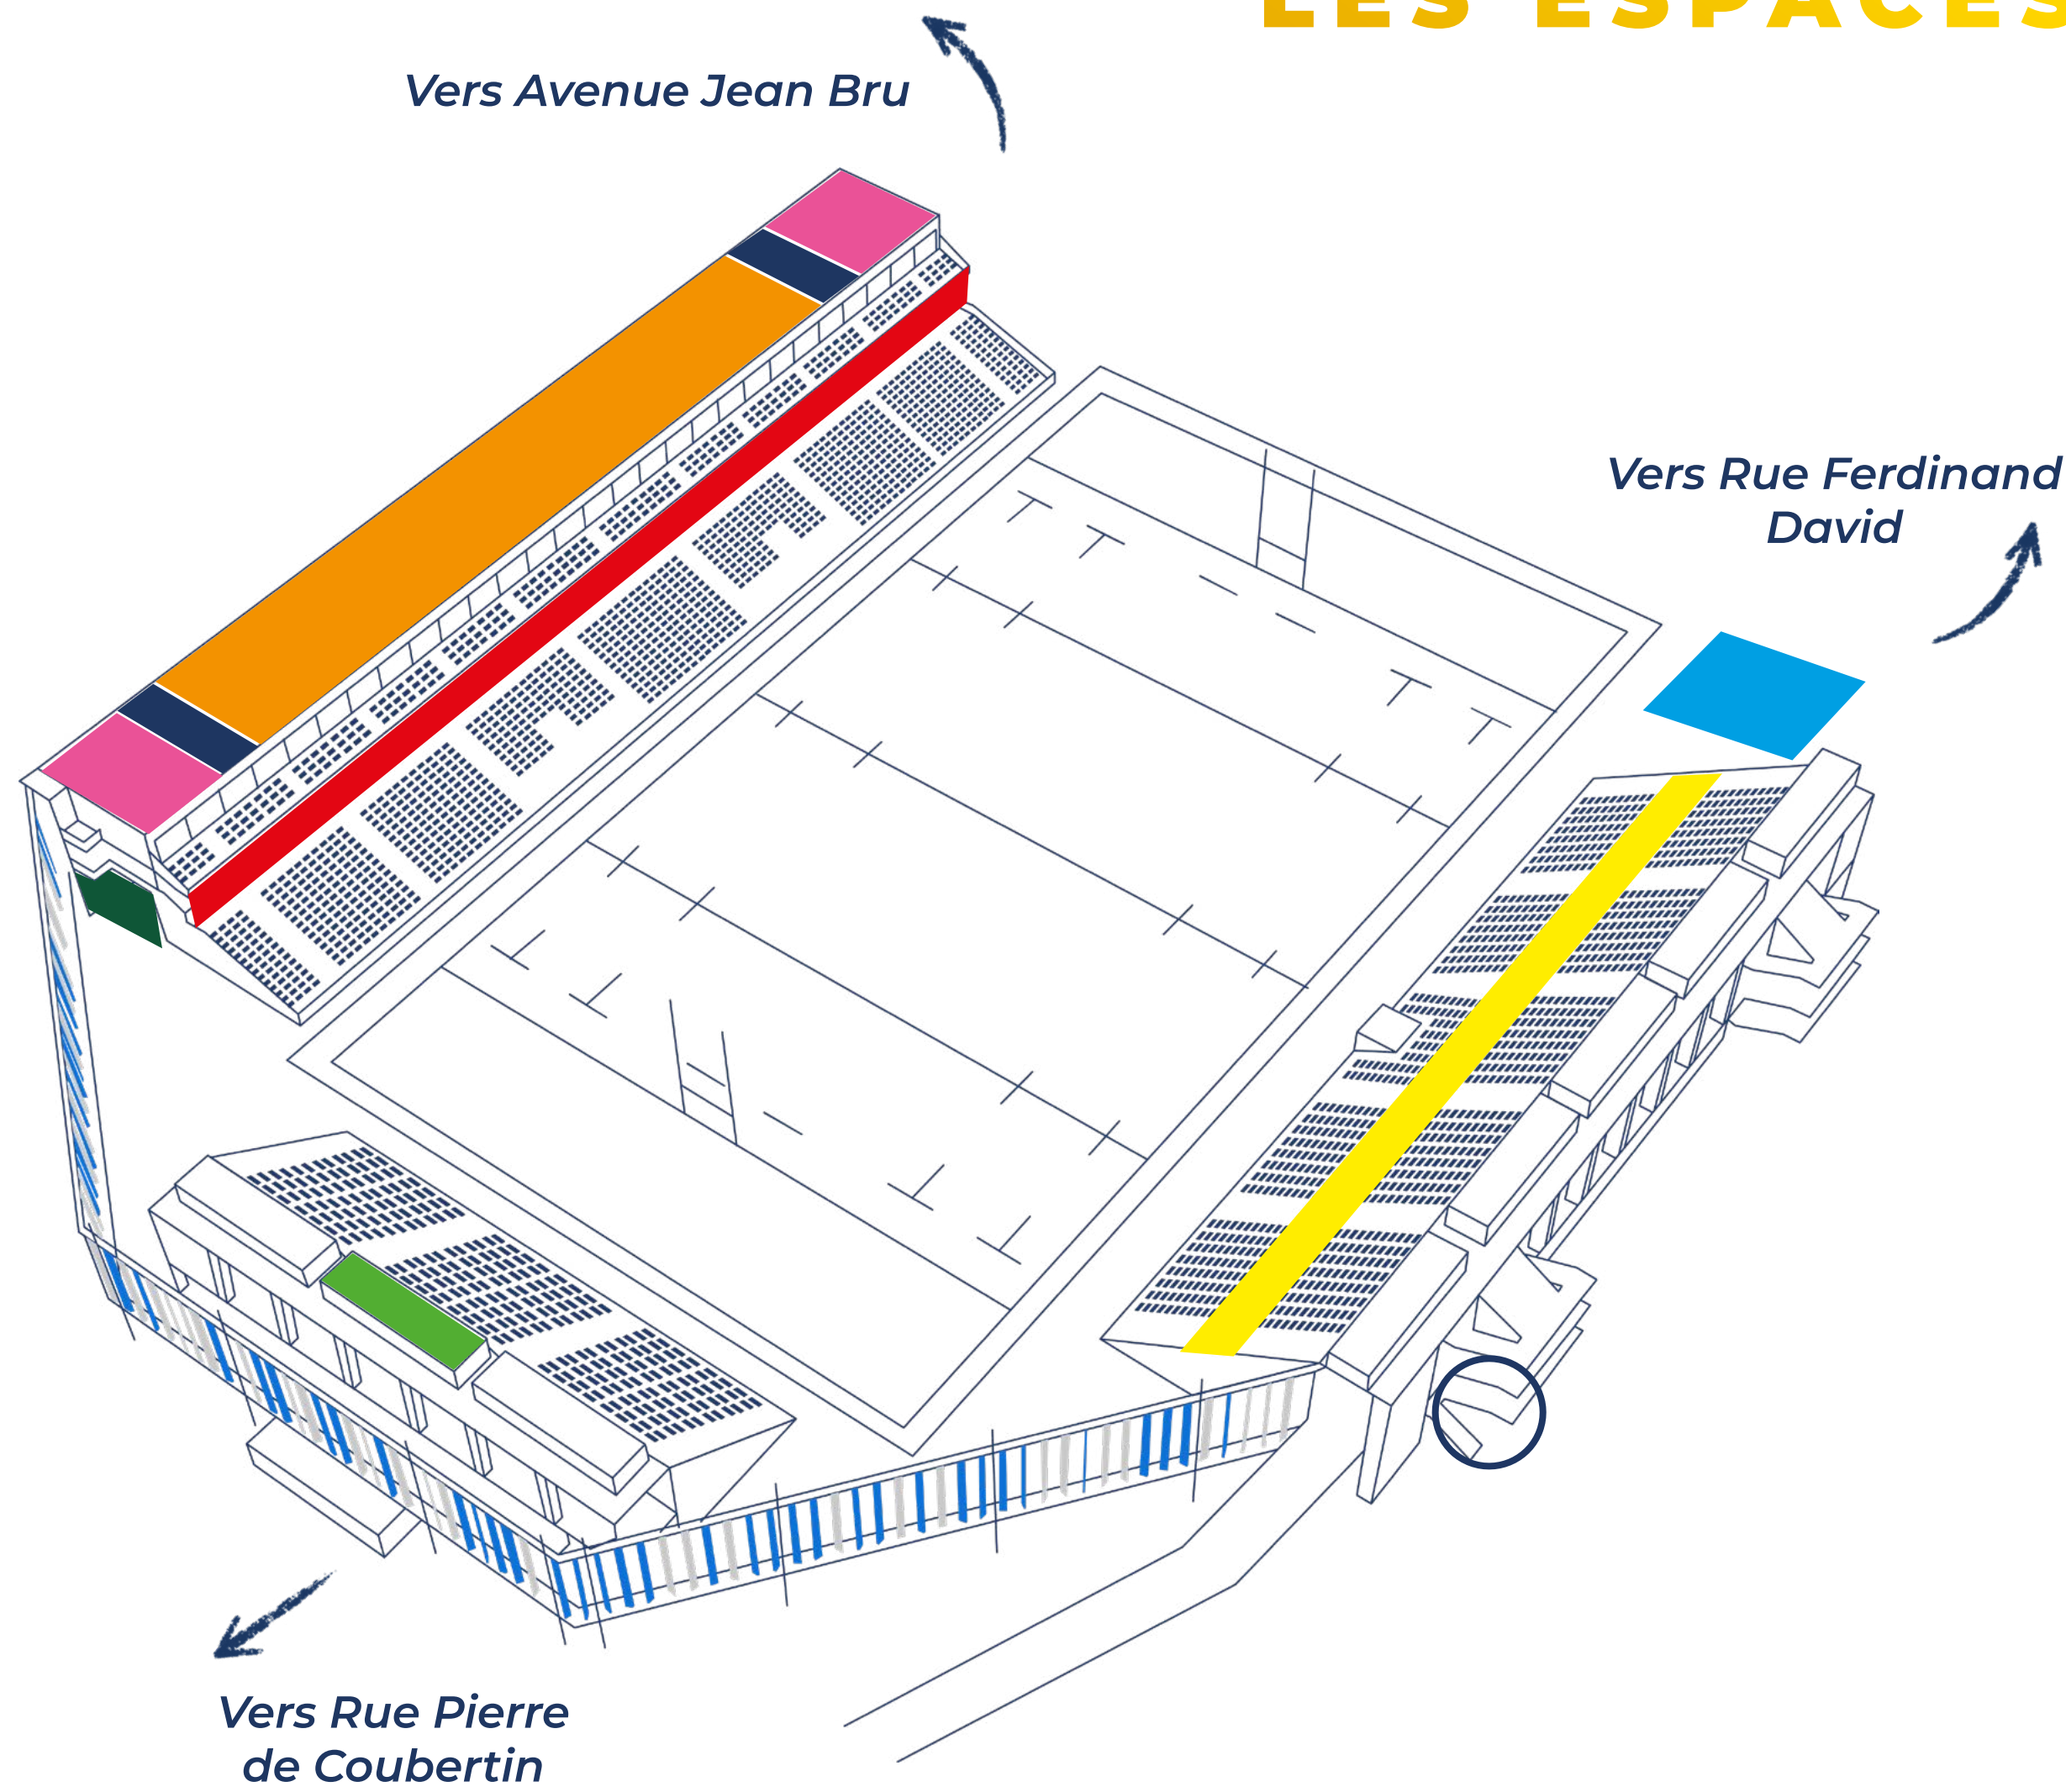 LES ESPACES
Vers Avenue Jean Bru
Vers Rue Ferdinand
David
Vers Rue Pierre
de Coubertin